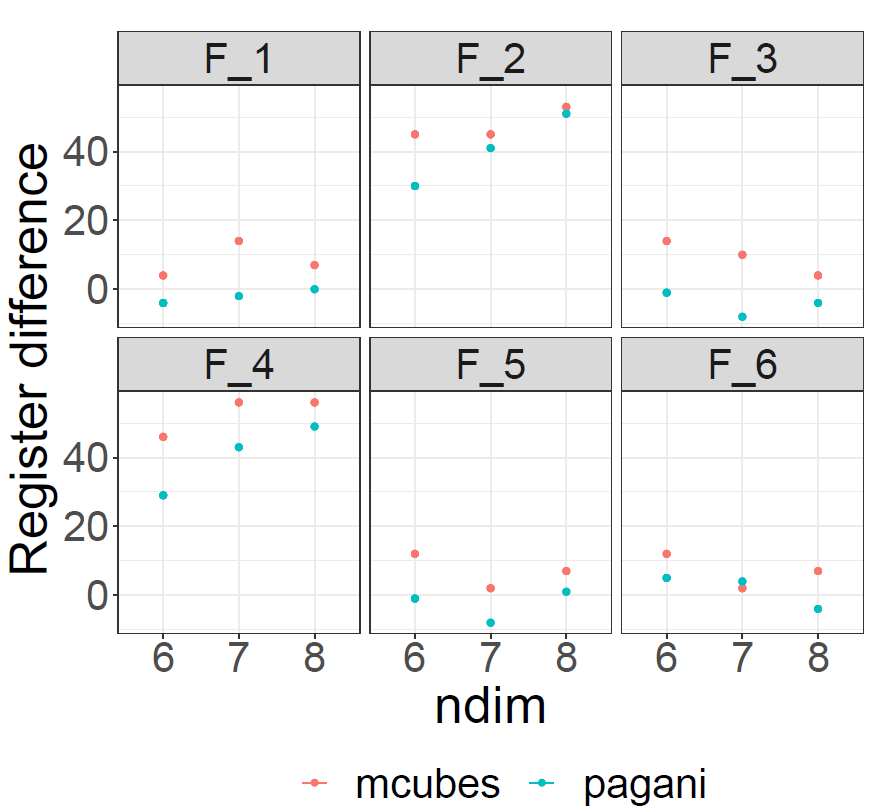 F_1 F_2 F_3
40
20
0
F_4 F_5 F_6
40
20
0
Register difference
6 7 8 6 7 8 6 7 8
ndim
mcubes pagani